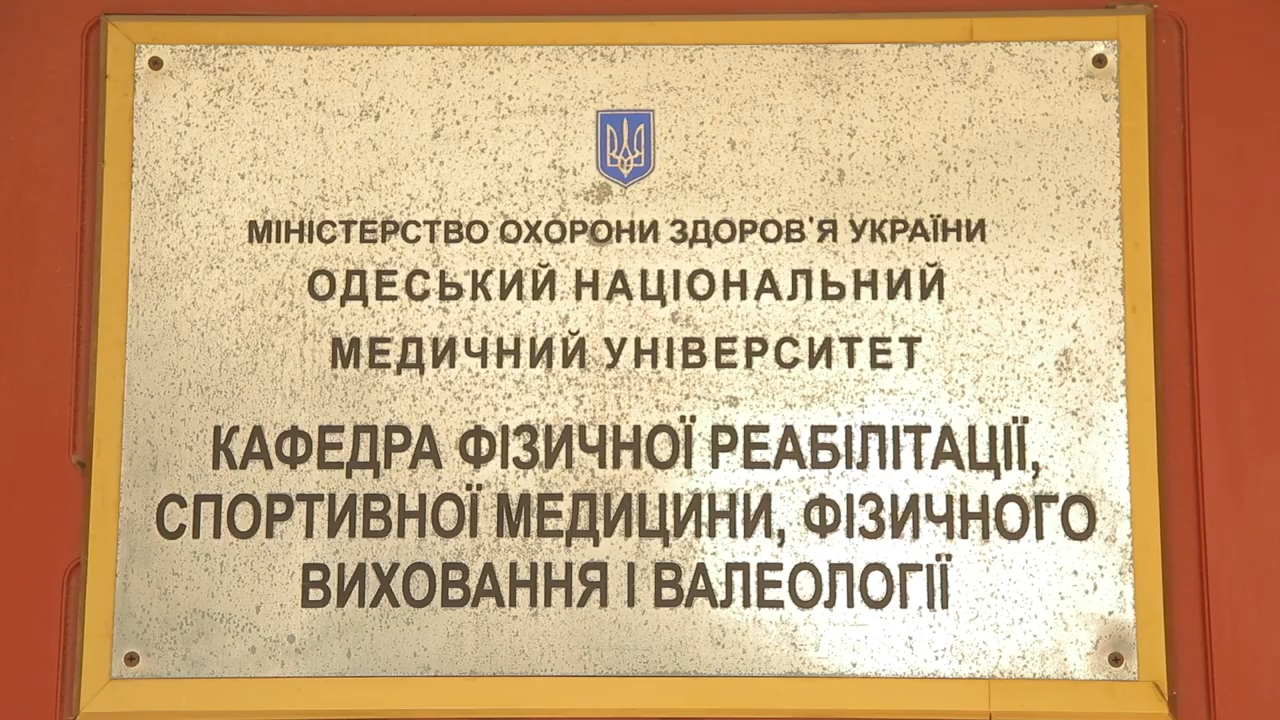 МІНІСТЕРСТВО ОХОРОНИ ЗДОРОВ'Я УКРАЇНИ
ОДЕСЬКИЙ НАЦІОНАЛЬНИЙ
МЕДИЧНИЙ УНІВЕРСИТЕТ
КАФЕДРА ФІЗИЧНОЇ РЕАБІЛІТАЦІЇ,
СПОРТИВНОЇ МЕДИЦИНИ, ФІЗИЧНОГО
ВИХОВАННЯ І ВАЛЕОЛОГІЇ